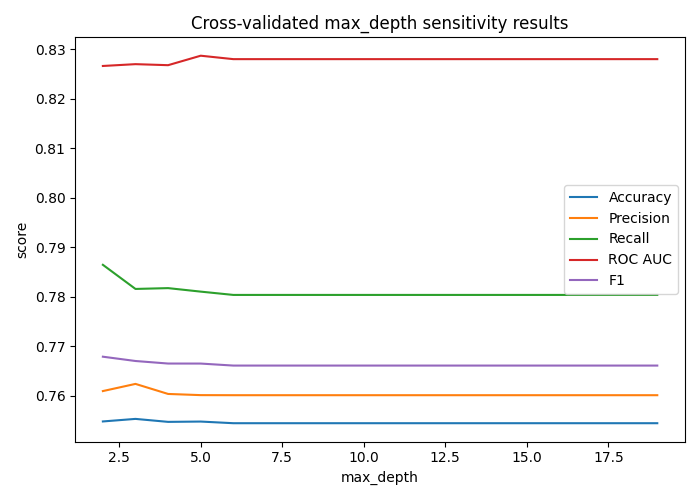 Cross-validated max_depth sensitivity results
0.83
0.82
0.81
0.80
0.79
0.78
0.77
0.76
score
Accuracy
Precision
Recall
ROC AUC
F1
2.5 5.0 7.5 10.0 12.5 15.0 17.5
max_depth